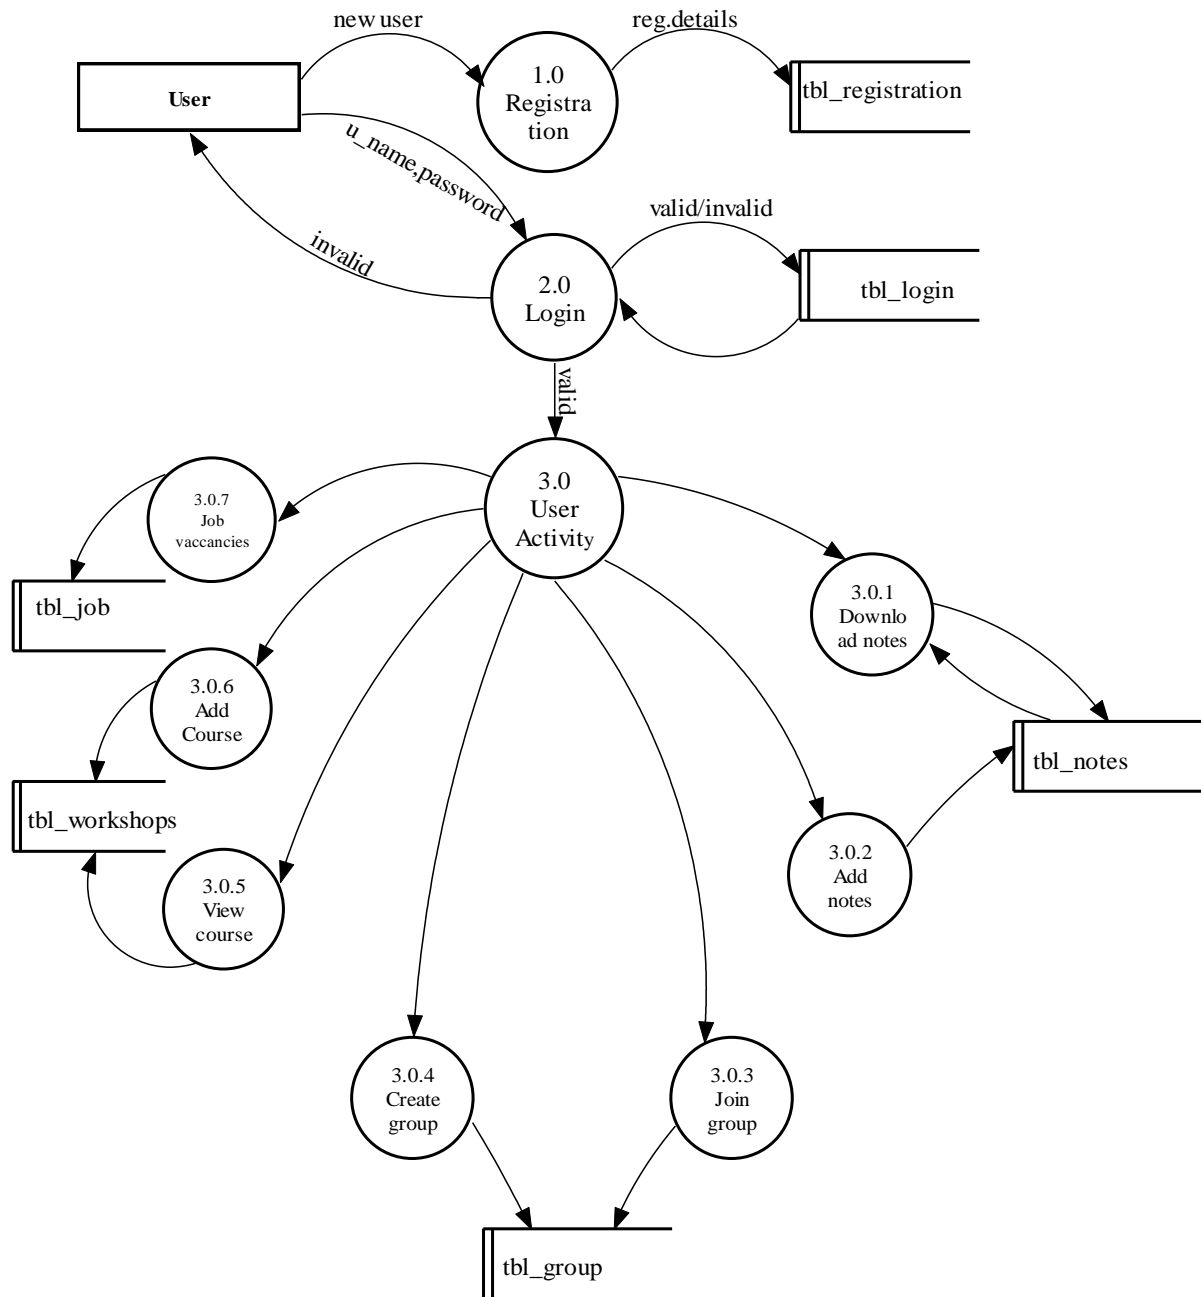 new user
reg.details
User
1.0
Registra
tion
tbl_registration
u_name,password
invalid
valid/invalid
2.0
Login
tbl_login
valid
3.0
User
Activity
3.0.7
Job
vaccancies
tbl_job
3.0.1
Downlo
ad notes
3.0.6
Add
Course
tbl_notes
tbl_workshops
3.0.2
Add
notes
3.0.5
View
course
3.0.4
Create
group
3.0.3
Join
group
tbl_group